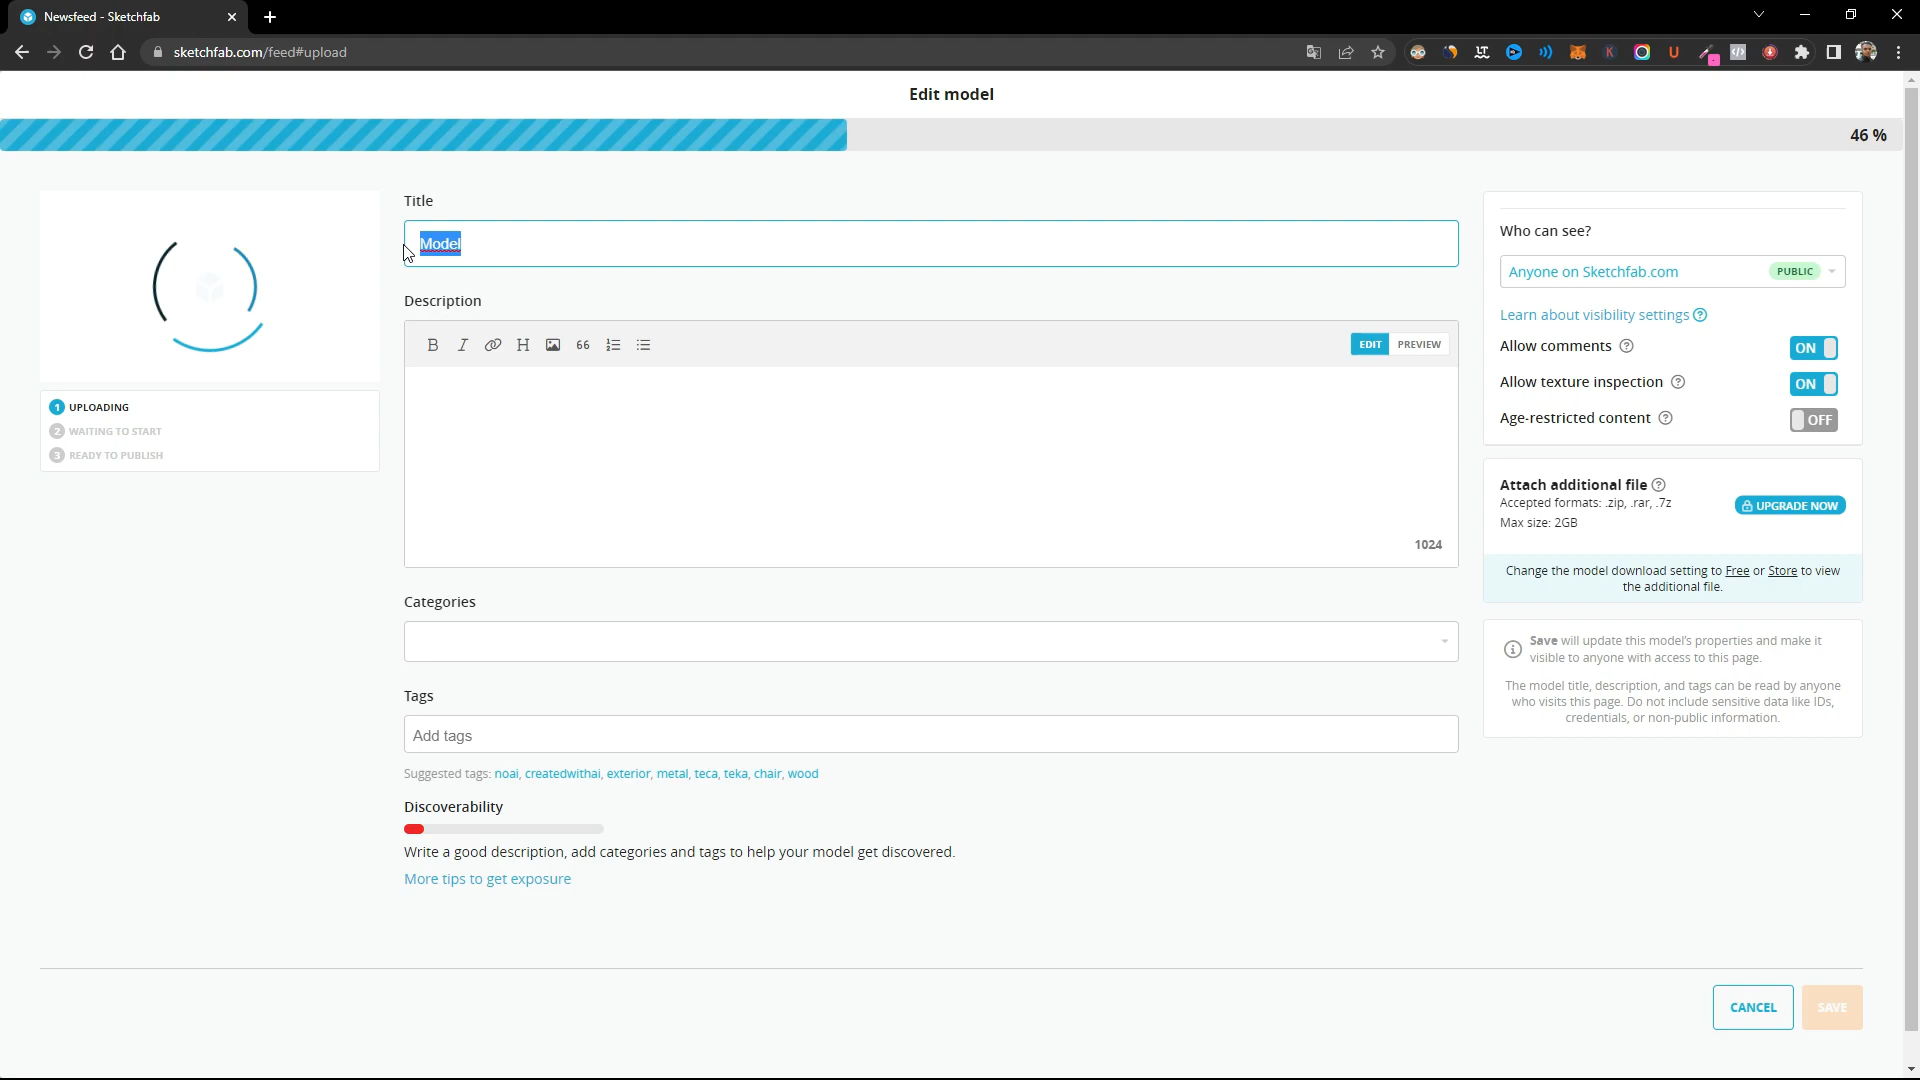 Newsfeed - Sketchfab
sketchfab.com/feed#upload
Edit model
46 %
Title
Model
Description
B I H 66
EDIT PREVIEW
1024
1 UPLOADING
2 WAITING TO START
3 READY TO PUBLISH
Categories
Tags
Add tags
Suggested tags: noai, createdwithai, exterior, metal, teca, teka, chair, wood
Discoverability
Write a good description, add categories and tags to help your model get discovered.
More tips to get exposure
Who can see?
Anyone on Sketchfab.com PUBLIC
Learn about visibility settings ?
Allow comments ? ON
Allow texture inspection ? ON
Age-restricted content ? OFF
Attach additional file ?
Accepted formats: .zip, .rar, .7z
Max size: 2GB
UPGRADE NOW
Change the model download setting to Free or Store to view
the additional file.
Save will update this model's properties and make it
visible to anyone with access to this page.
The model title, description, and tags can be read by anyone
who visits this page. Do not include sensitive data like IDs,
credentials, or non-public information.
CANCEL SAVE